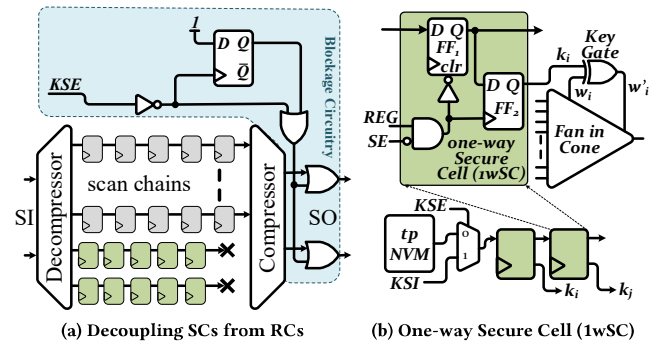 1
D Q
Q̅
KSE
Blockage Circuitry
SI
Decompressor
scan chains
Compressor
SO
(a) Decoupling SCs from RCs
D Q
FF₁
clr
D Q
FF₂
REG
SE
one-way
Secure
Cell (1wSC)
Key
Gate
kᵢ
wᵢ
w'ᵢ
Fan in
Cone
KSE
tp
NVM
0
1
KSI
kᵢ
kⱼ
(b) One-way Secure Cell (1wSC)